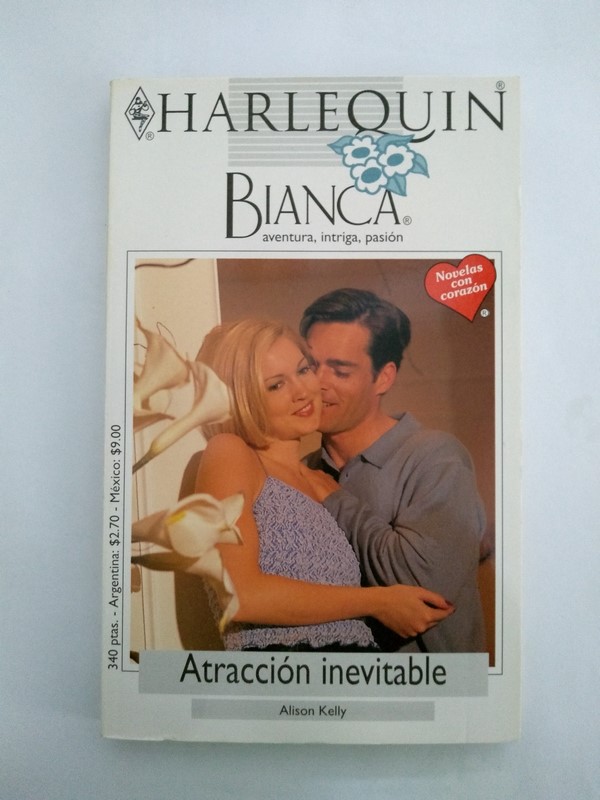 HARLEQUIN®
®
BIANCA®
aventura, intriga, pasión
Novelas
con
corazón
®
340 ptas. - Argentina: $2.70 - México: $9.00
Atracción inevitable
Alison Kelly